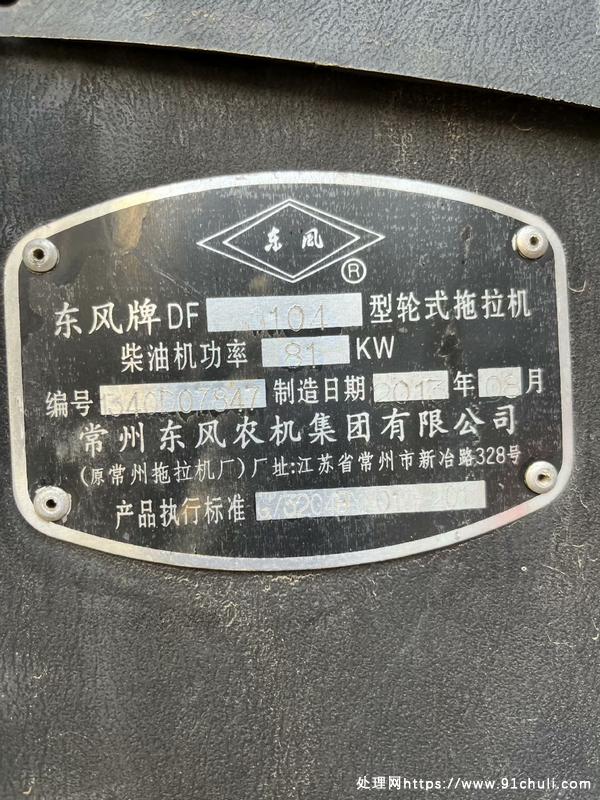 东风
®
东风牌DF 1104 型轮式拖拉机
柴油机功率 81 KW
编号 制造日期 2013 年 08 月
常州东风农机集团有限公司
(原常州拖拉机厂)厂址:江苏省常州市新冶路328号
产品执行标准
处理网https://www.91chuli.com